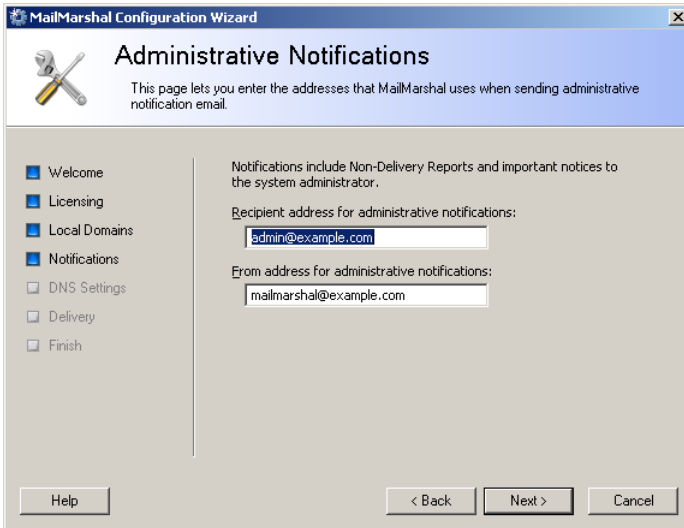 MailMarshal Configuration Wizard
Administrative Notifications
This page lets you enter the addresses that MailMarshal uses when sending administrative
notification email.
Welcome
Licensing
Local Domains
Notifications
DNS Settings
Delivery
Finish
Notifications include Non-Delivery Reports and important notices to
the system administrator.
Recipient address for administrative notifications:
admin@example.com
From address for administrative notifications:
mailmarshal@example.com
Help
< Back
Next >
Cancel